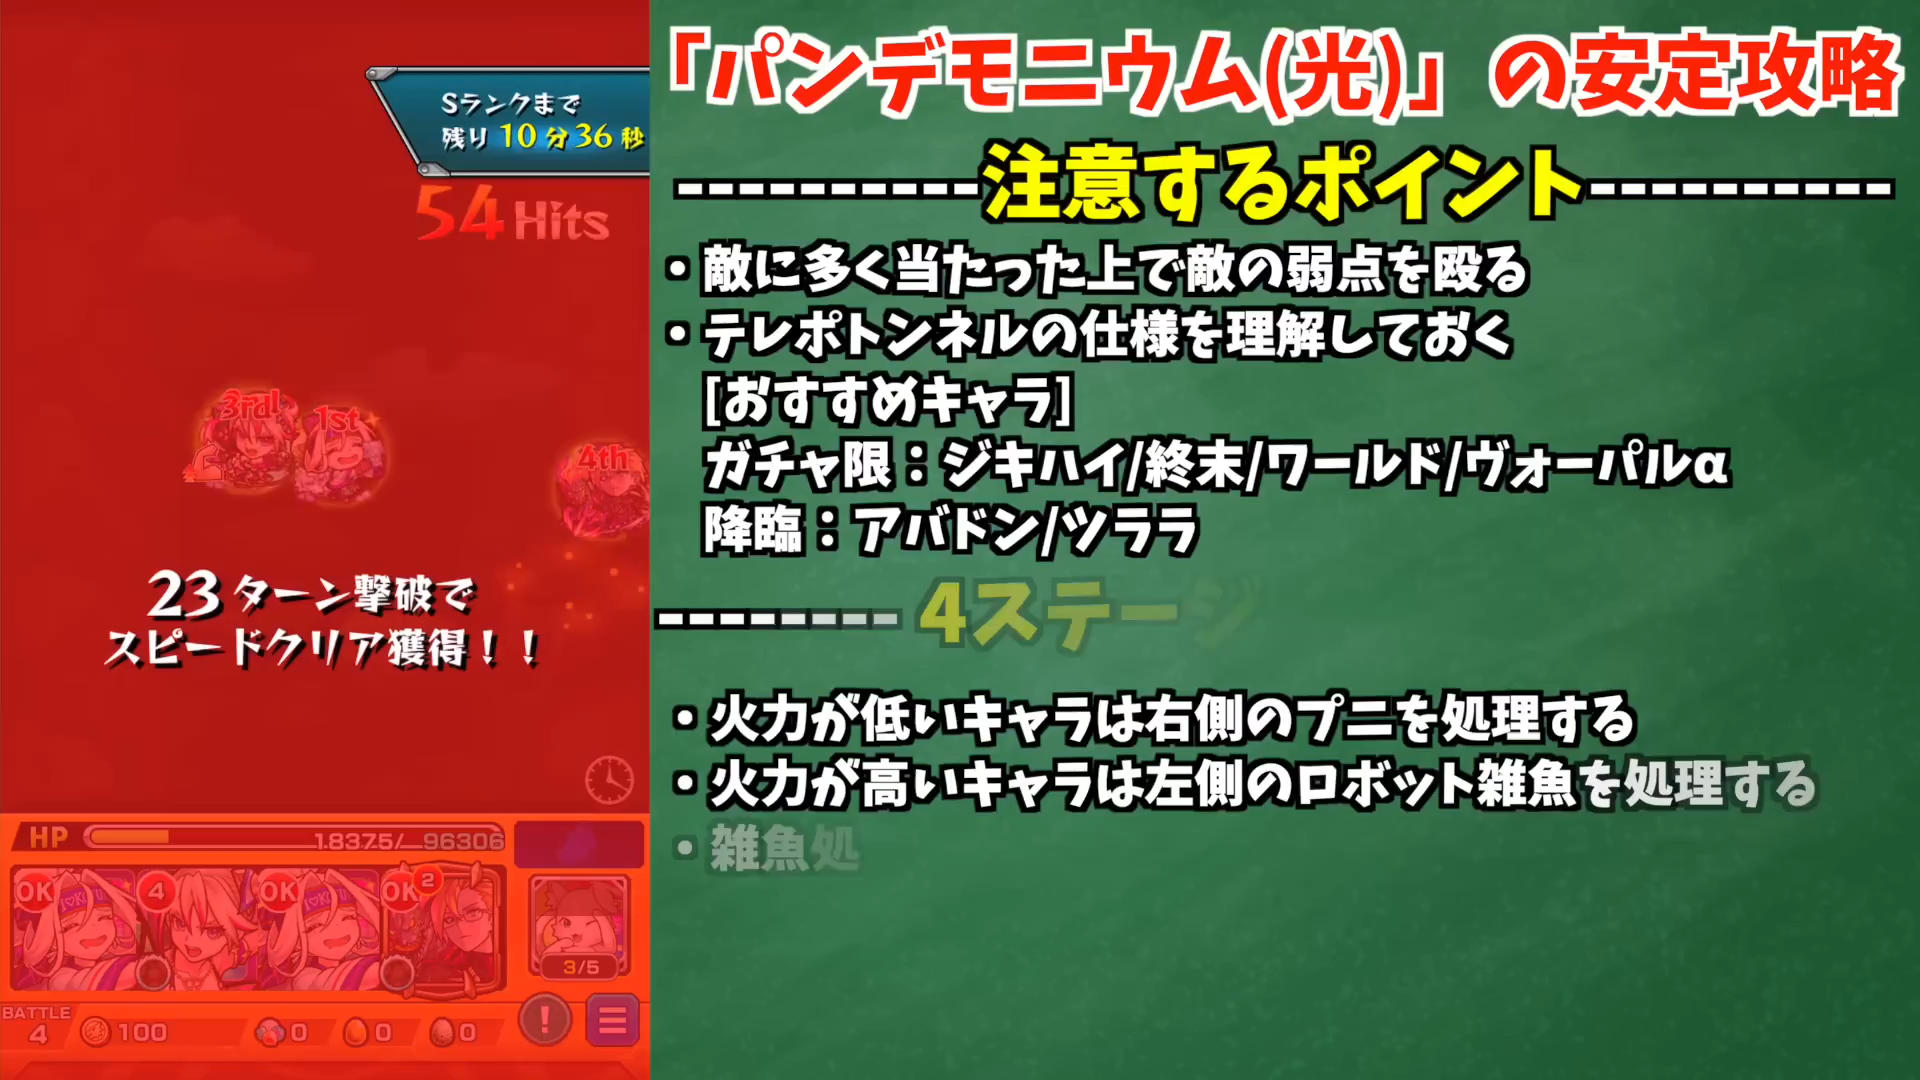 Sランクまで
残り10分36秒
54Hits
3rd!
1st
4th
23ターン撃破で
スピードクリア獲得!!
HP
18375/96306
OK
4
OK
OK
2
3/5
BATTLE
4
100
0
0
0
「パンデモニウム(光)」の安定攻略
----------注意するポイント----------
・敵に多く当たった上で敵の弱点を殴る
・テレポトンネルの仕様を理解しておく
[おすすめキャラ]
ガチャ限：ジキハイ/終末/ワールド/ヴォーパルα
降臨：アバドン/ツララ
--------4ステージ
・火力が低いキャラは右側のプニを処理する
・火力が高いキャラは左側のロボット雑魚を処理する
・雑魚処